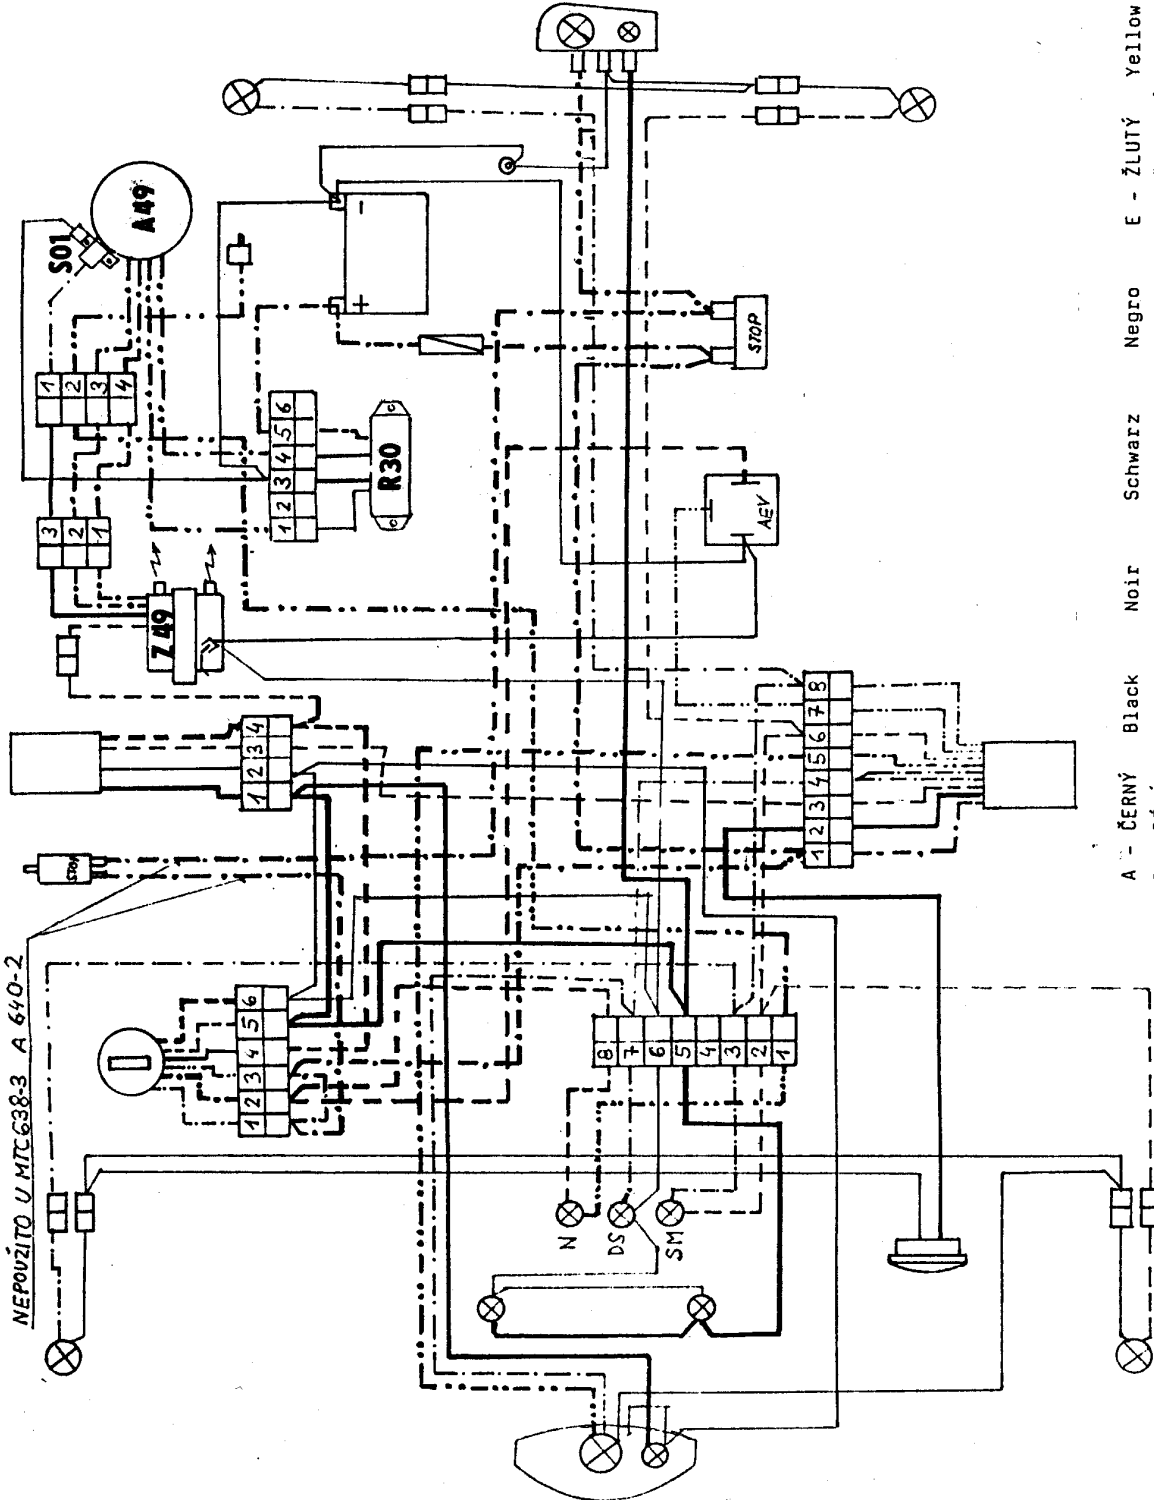 NEPOUŽITO U MTC638-3 A 640-2
S01
A49
1 2 3 4
3 2 1
Z49
+ -
1 2 3 4 5 6
R30
STOP
AEV
1 2 3 4
STOP
1 2 3 4 5 6
8 7 6 5 4 3 2 1
1 2 3 4 5 6 7 8
N
DS
SM
A - ČERNÝ Black Noir Schwarz Negro E - ŽLUTÝ Yellow